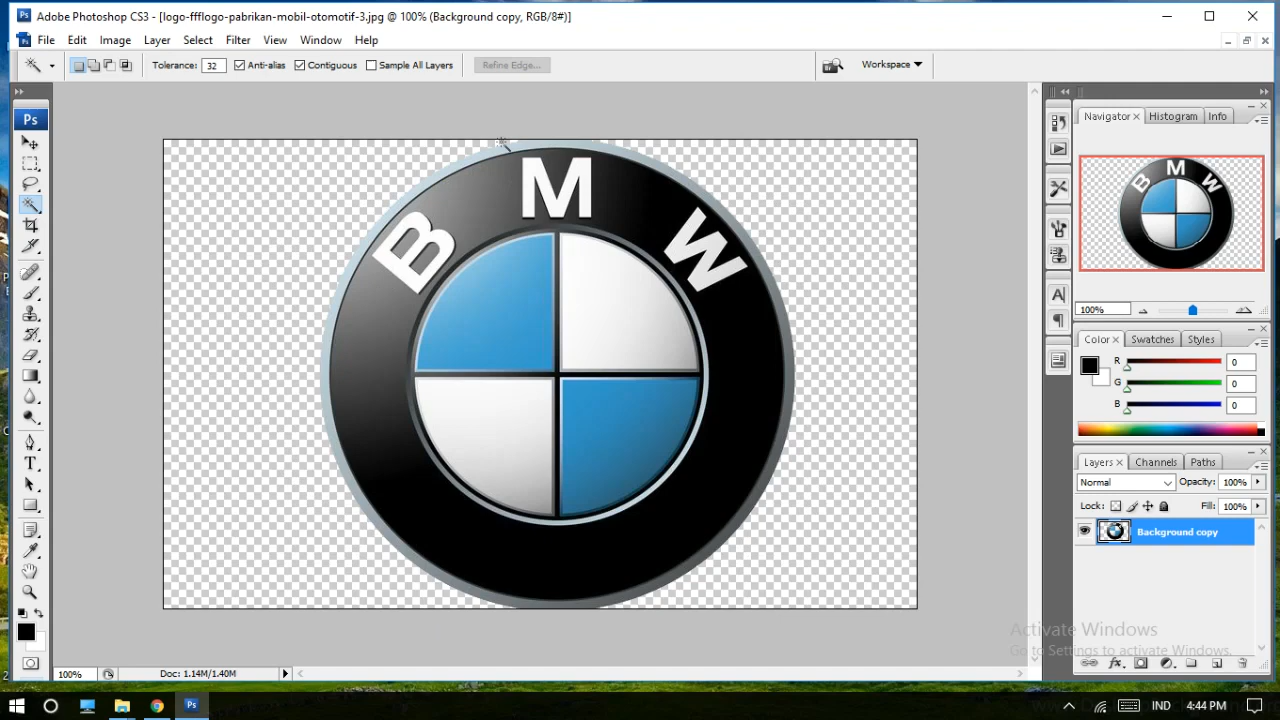 Adobe Photoshop CS3 - [logo-ffflogo-pabrikan-mobil-otomotif-3.jpg @ 100% (Background copy, RGB/8#)]
File Edit Image Layer Select Filter View Window Help
Tolerance: 32 Anti-alias Contiguous Sample All Layers Refine Edge... Workspace
Ps
Navigator Histogram Info
B M W
B M W
100%
Color Swatches Styles
R 0
G 0
B 0
Layers Channels Paths
Normal Opacity: 100%
Lock: Fill: 100%
Background copy
Activate Windows
Go to Settings to activate Windows.
100% Doc: 1.14M/1.40M
Ps IND 4:44 PM